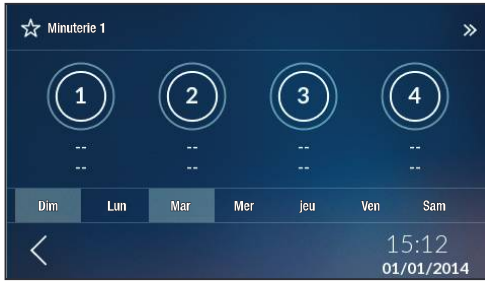 Minuterie 1 »
1 2 3 4
-- -- -- --
-- -- -- --
Dim Lun Mar Mer jeu Ven Sam
15:12
01/01/2014